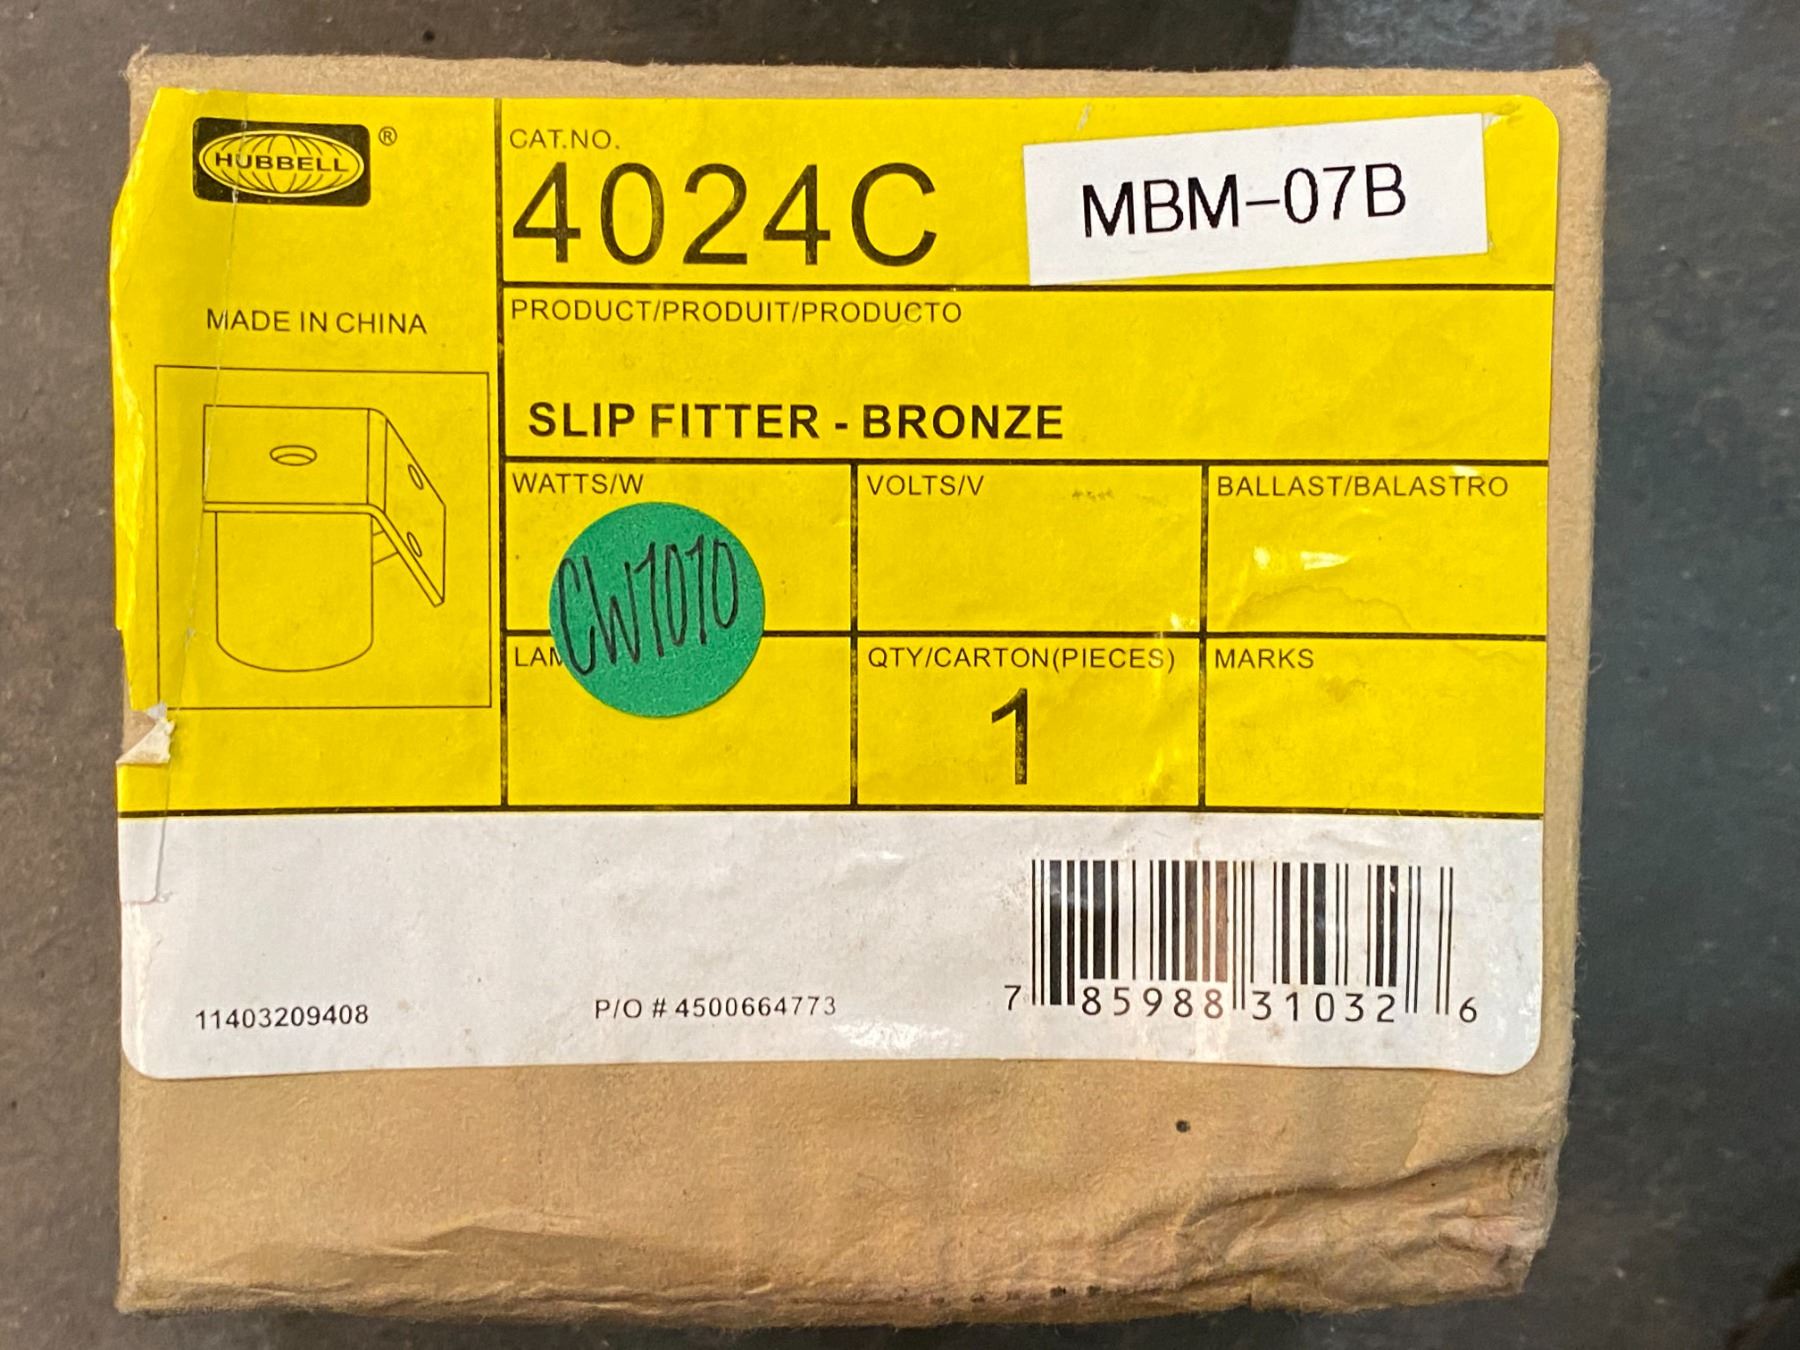 HUBBELL ®
CAT.NO.
4024C
MBM-07B
MADE IN CHINA
PRODUCT/PRODUIT/PRODUCTO
SLIP FITTER - BRONZE
WATTS/W
VOLTS/V
BALLAST/BALASTRO
CW1010
QTY/CARTON(PIECES)
1
MARKS
11403209408
P/O # 4500664773
7 85988 31032 6